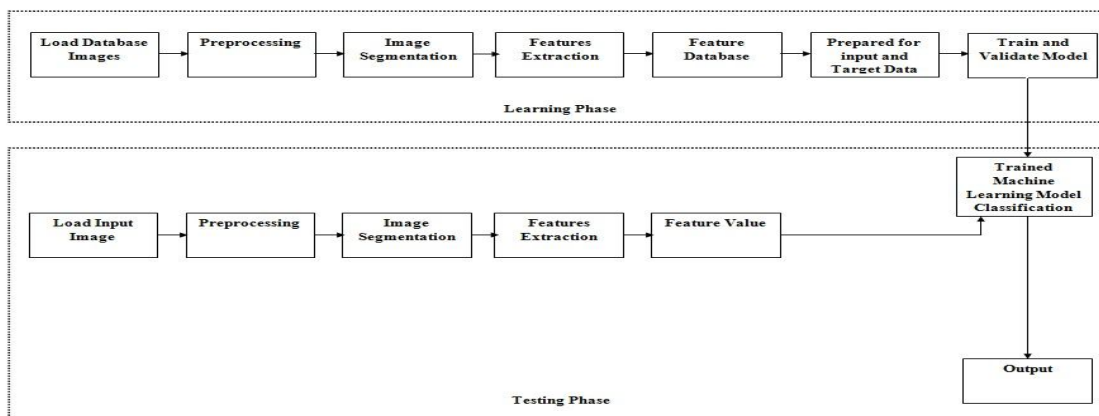 Load Database
Images
Preprocessing
Image
Segmentation
Features
Extraction
Feature
Database
Prepared for
input and
Target Data
Train and
Validate Model
Learning Phase
Trained
Machine
Learning Model
Classification
Load Input
Image
Preprocessing
Image
Segmentation
Features
Extraction
Feature Value
Output
Testing Phase